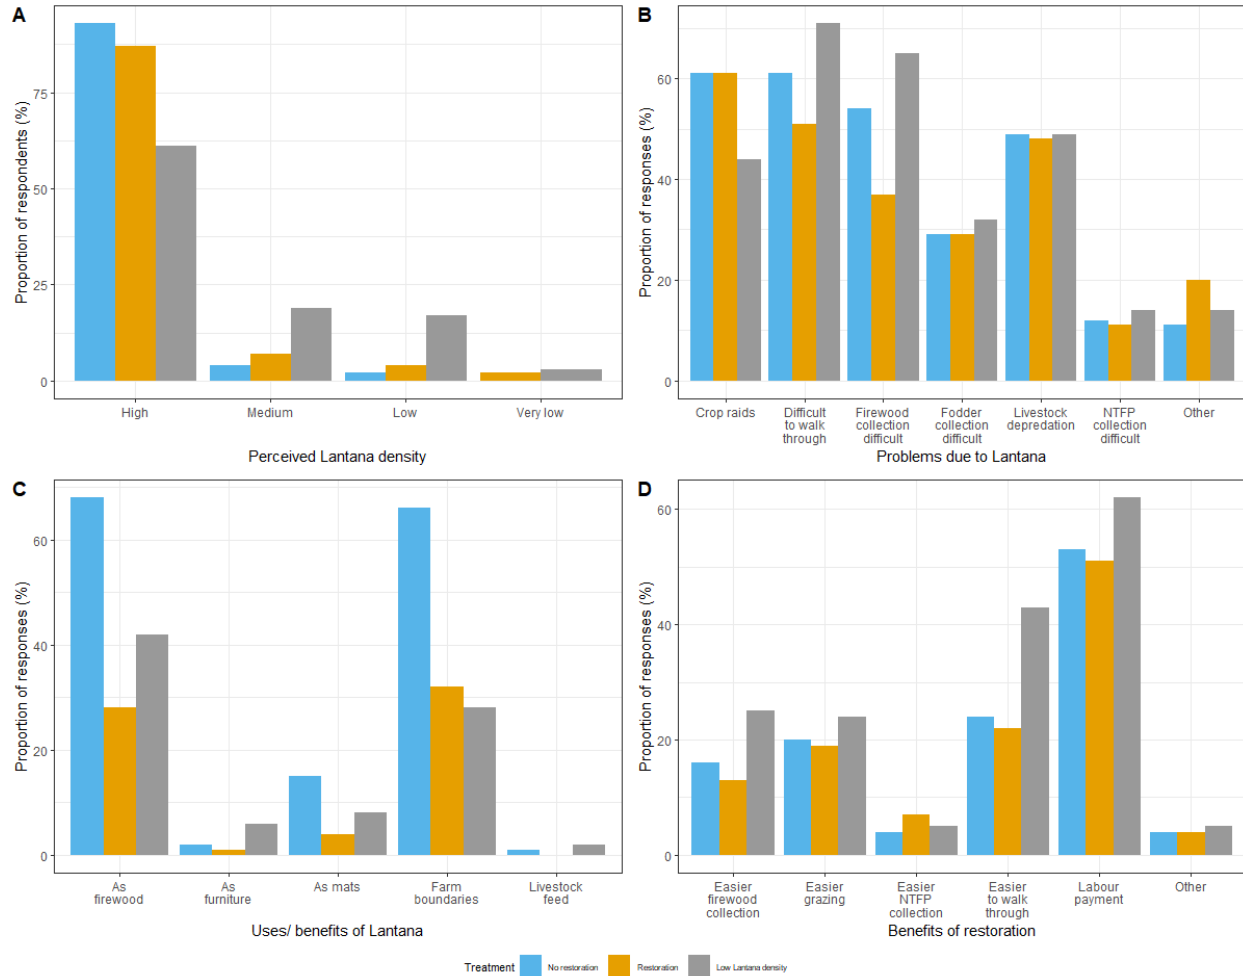 A
Proportion of respondents (%)
75
50
25
0
High Medium Low Very low
Perceived Lantana density
B
Proportion of responses (%)
60
40
20
0
Crop raids
Difficult
to walk
through
Firewood
collection
difficult
Fodder
collection
difficult
Livestock
depredation
NTFP
collection
difficult
Other
Problems due to Lantana
C
Proportion of responses (%)
60
40
20
0
As
firewood
As
furniture
As mats
Farm
boundaries
Livestock
feed
Uses/ benefits of Lantana
D
Proportion of responses (%)
60
40
20
0
Easier
firewood
collection
Easier
grazing
Easier
NTFP
collection
Easier
to walk
through
Labour
payment
Other
Benefits of restoration
Treatment No restoration Restoration Low Lantana density